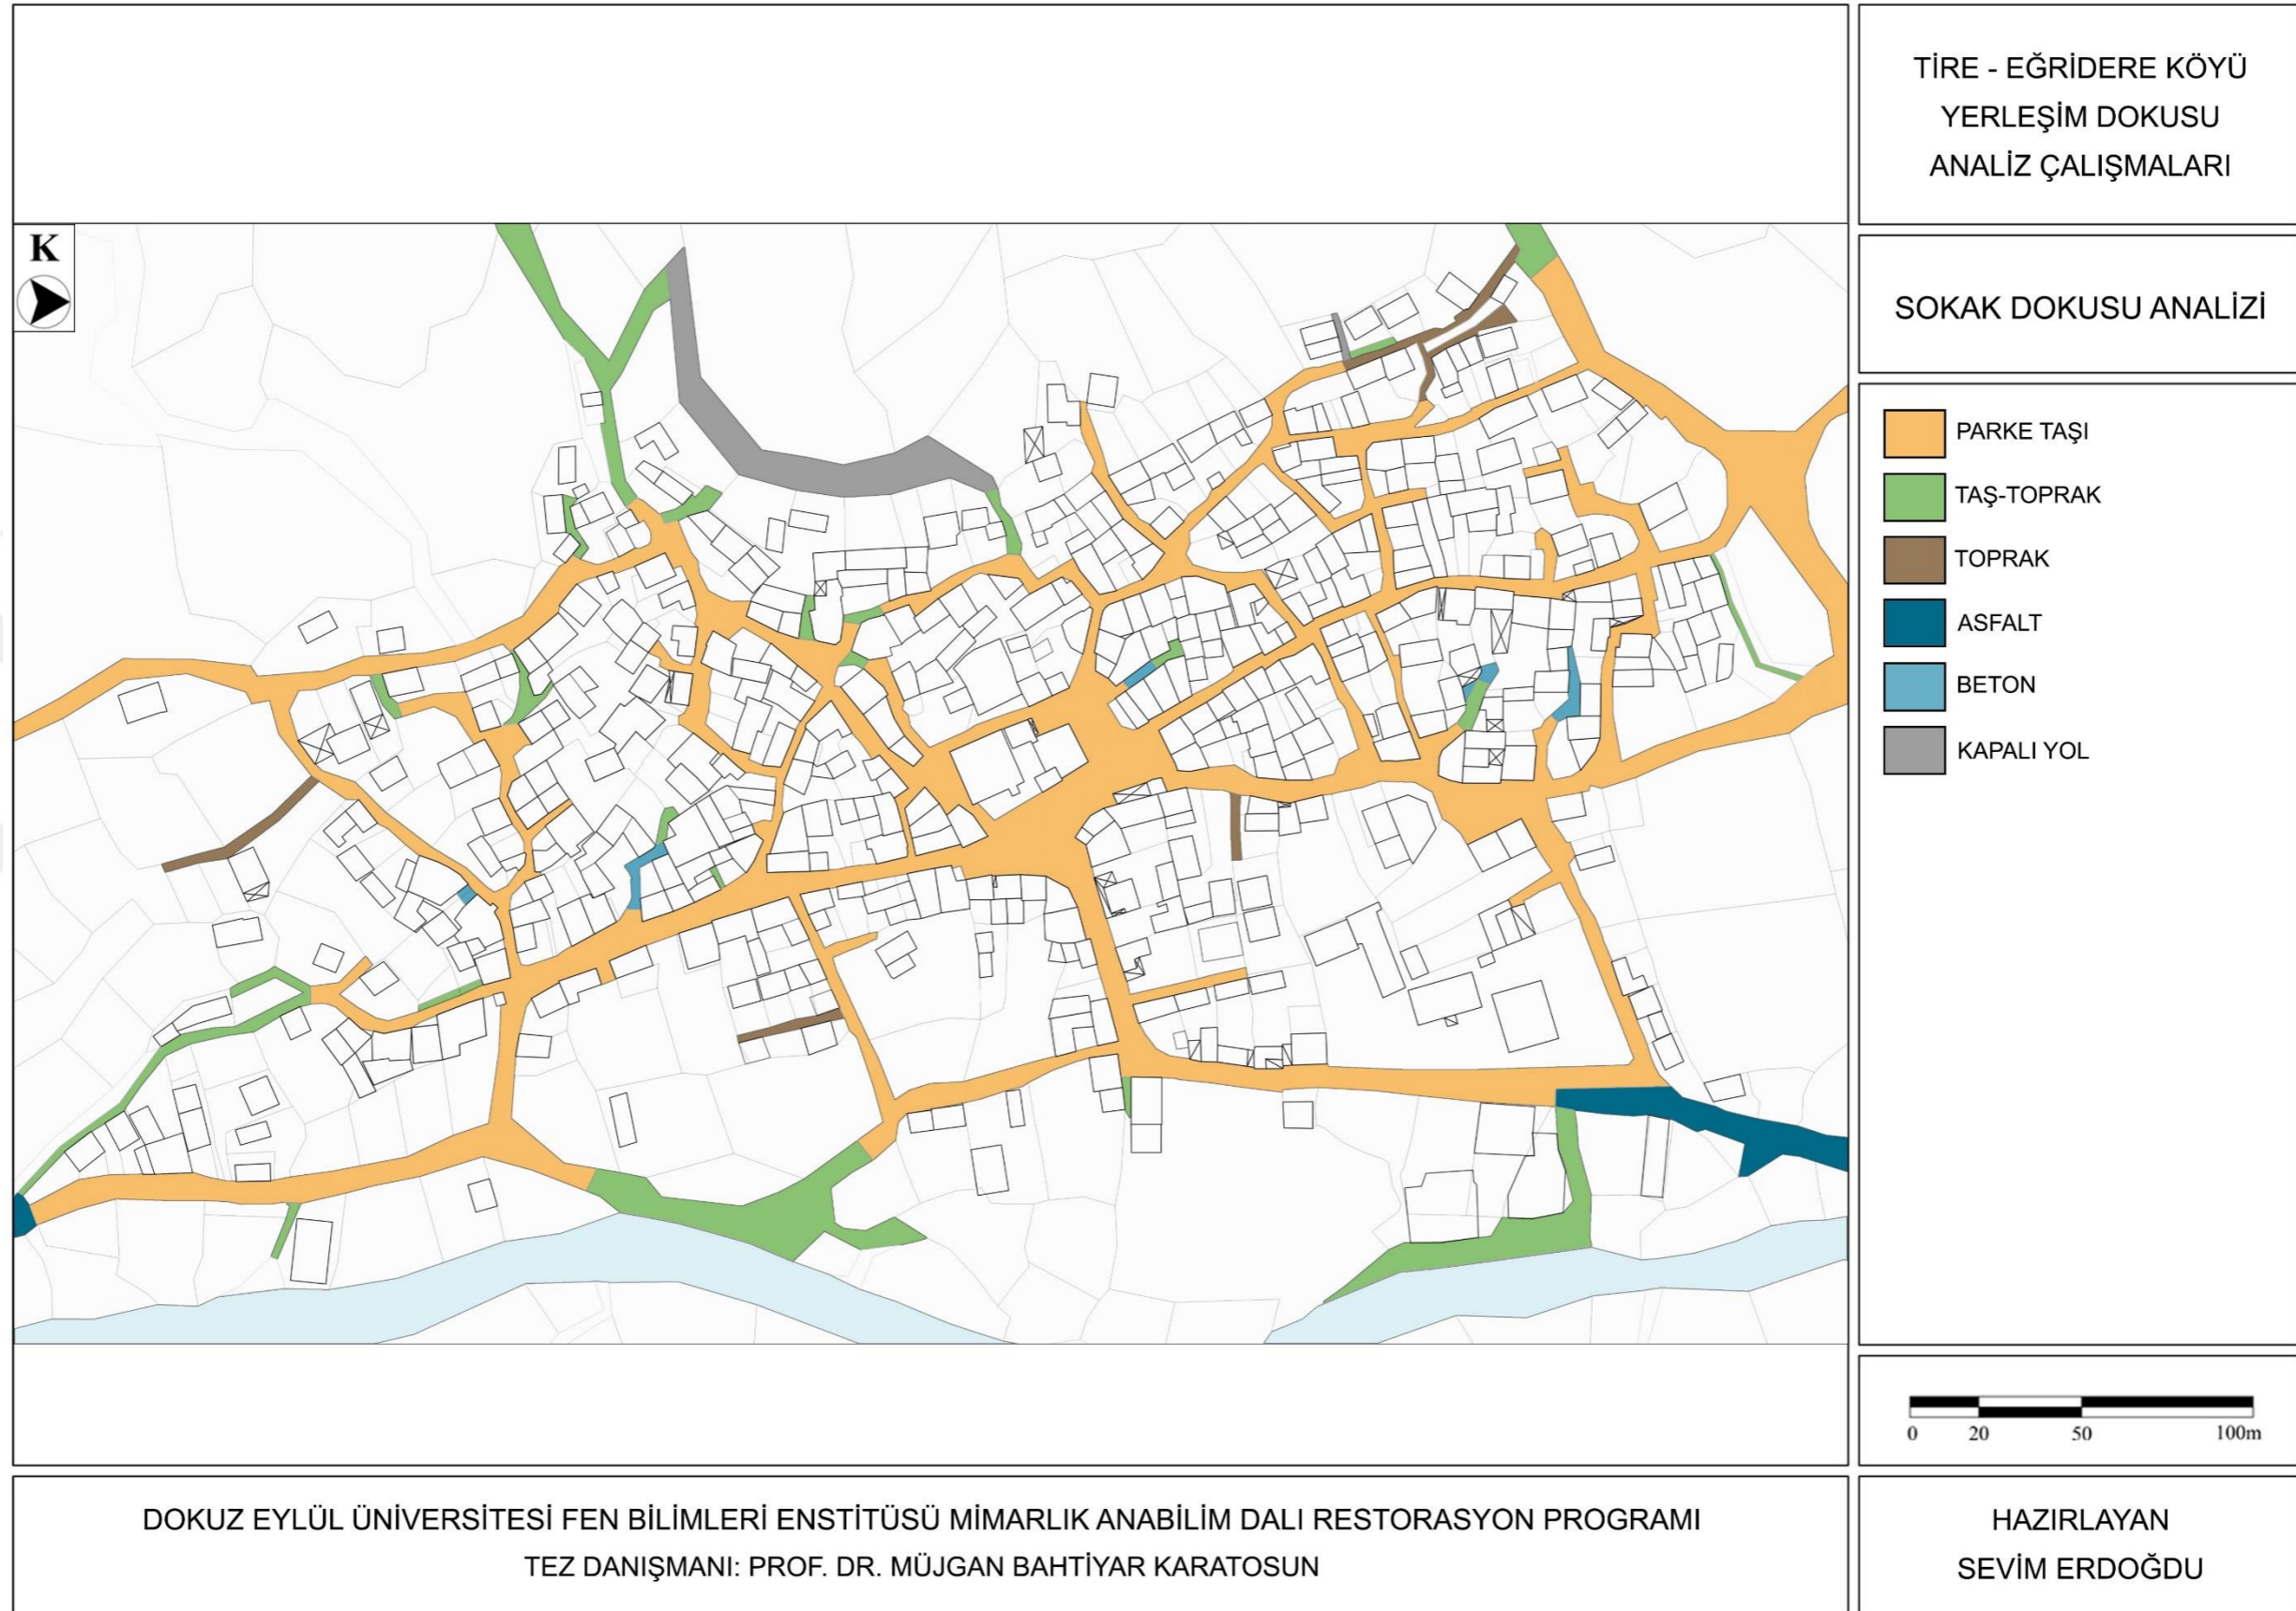 TİRE - EĞRİDERE KÖYÜ
YERLEŞİM DOKUSU
ANALİZ ÇALIŞMALARI
K
SOKAK DOKUSU ANALİZİ
PARKE TAŞI
TAŞ-TOPRAK
TOPRAK
ASFALT
BETON
KAPALI YOL
0 20 50 100m
DOKUZ EYLÜL ÜNİVERSİTESİ FEN BİLİMLERİ ENSTİTÜSÜ MİMARLIK ANABİLİM DALI RESTORASYON PROGRAMI
TEZ DANIŞMANI: PROF. DR. MÜJGAN BAHTİYAR KARATOSUN
HAZIRLAYAN
SEVİM ERDOĞDU